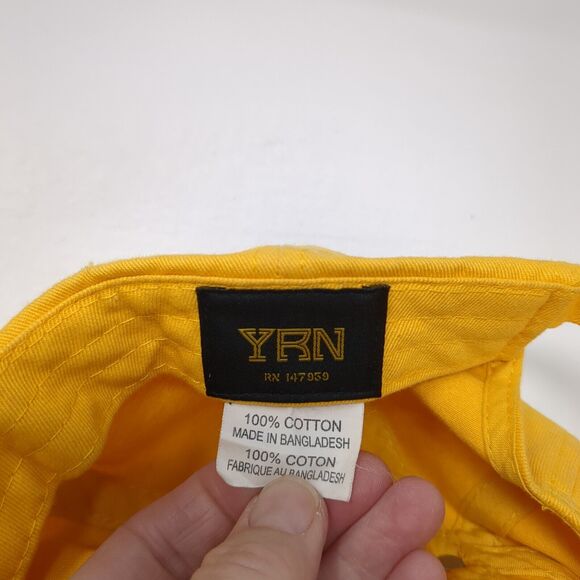 YRN
RN 147939
100% COTTON
MADE IN BANGLADESH
100% COTON
FABRIQUE AU BANGLADESH